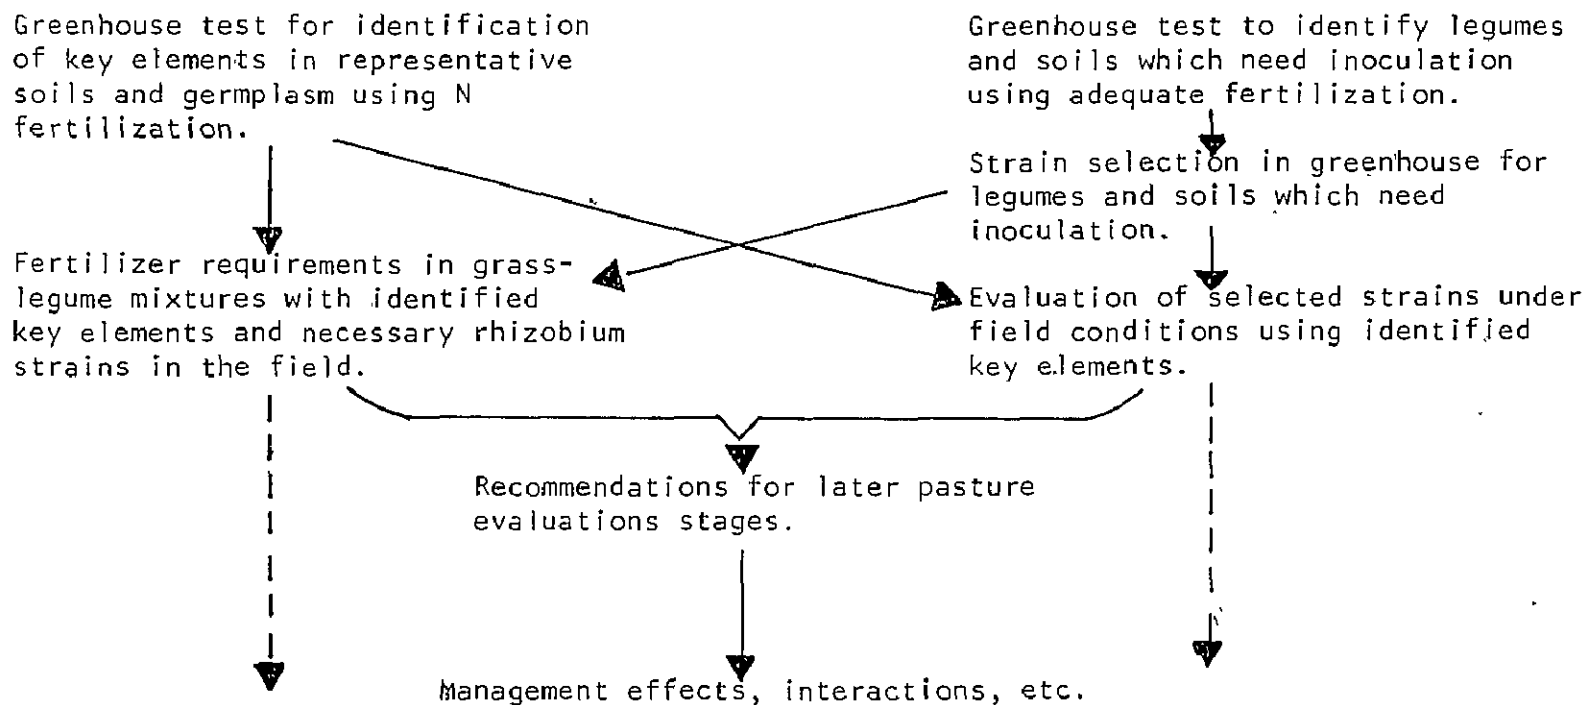 Greenhouse test for identification
of key elements in representative
soils and germplasm using N
fertilization.
Greenhouse test to identify legumes
and soils which need inoculation
using adequate fertilization.
Strain selection in greenhouse for
legumes and soils which need
inoculation.
Fertilizer requirements in grass-
legume mixtures with identified
key elements and necessary rhizobium
strains in the field.
Evaluation of selected strains under
field conditions using identified
key elements.
Recommendations for later pasture
evaluations stages.
Management effects, interactions, etc.